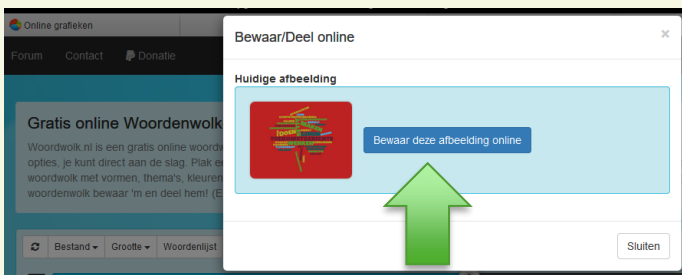 Online grafieken
Forum Contact Donatie
Gratis online Woordenwolk
Woordwolk.nl is een gratis online
opties, je kunt direct aan de slag. Plak
woordwolk met vormen, thema's, kleuren
woordenwolk bewaar 'm en deel hem! (E
Bestand Grootte Woordenlijst
Bewaar/Deel online
×
Huidige afbeelding
Bewaar deze afbeelding online
Sluiten